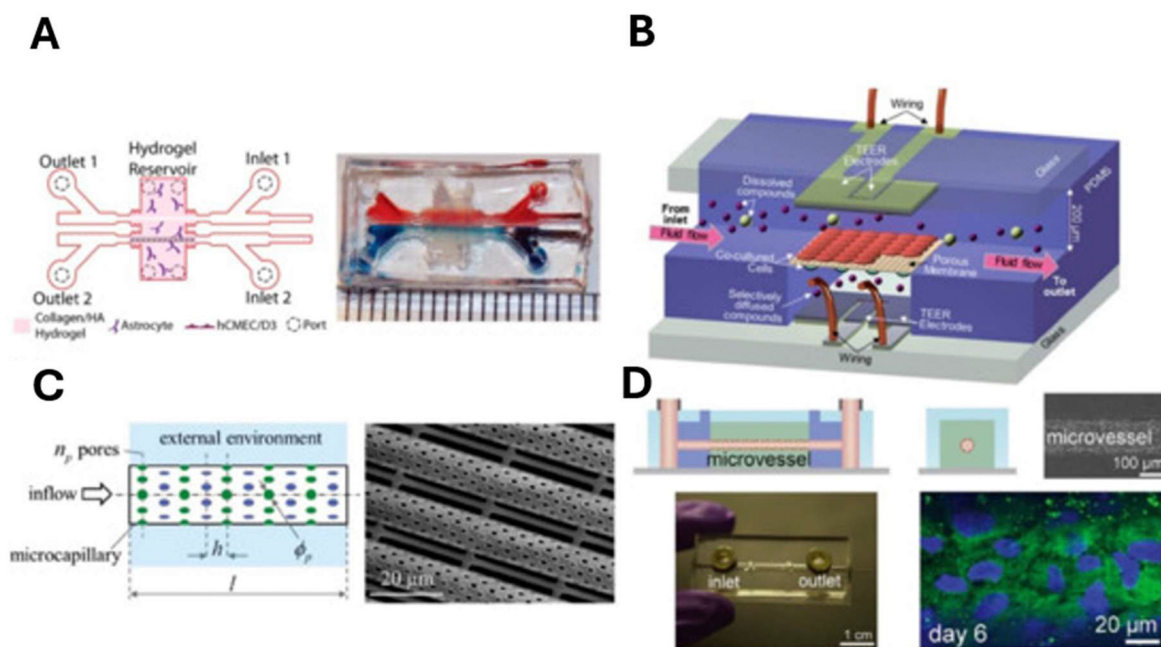 A
Outlet 1
Hydrogel
Reservoir
Inlet 1
Outlet 2
Inlet 2
Collagen/HA
Hydrogel
Astrocyte
hCMEC/D3
Port
B
Wiring
TEER
Electrodes
Glass
PDMS
Dissolved
compounds
200 µm
From
inlet
Fluid flow
Co-cultured
Cells
Porous
Membrane
Fluid flow
To
outlet
Selectively
diffused
compounds
TEER
Electrodes
Wiring
Glass
C
external environment
n_p pores
inflow
microcapillary
h
ϕ_p
l
20 µm
D
microvessel
microvessel
100 µm
inlet
outlet
1 cm
day 6
20 µm